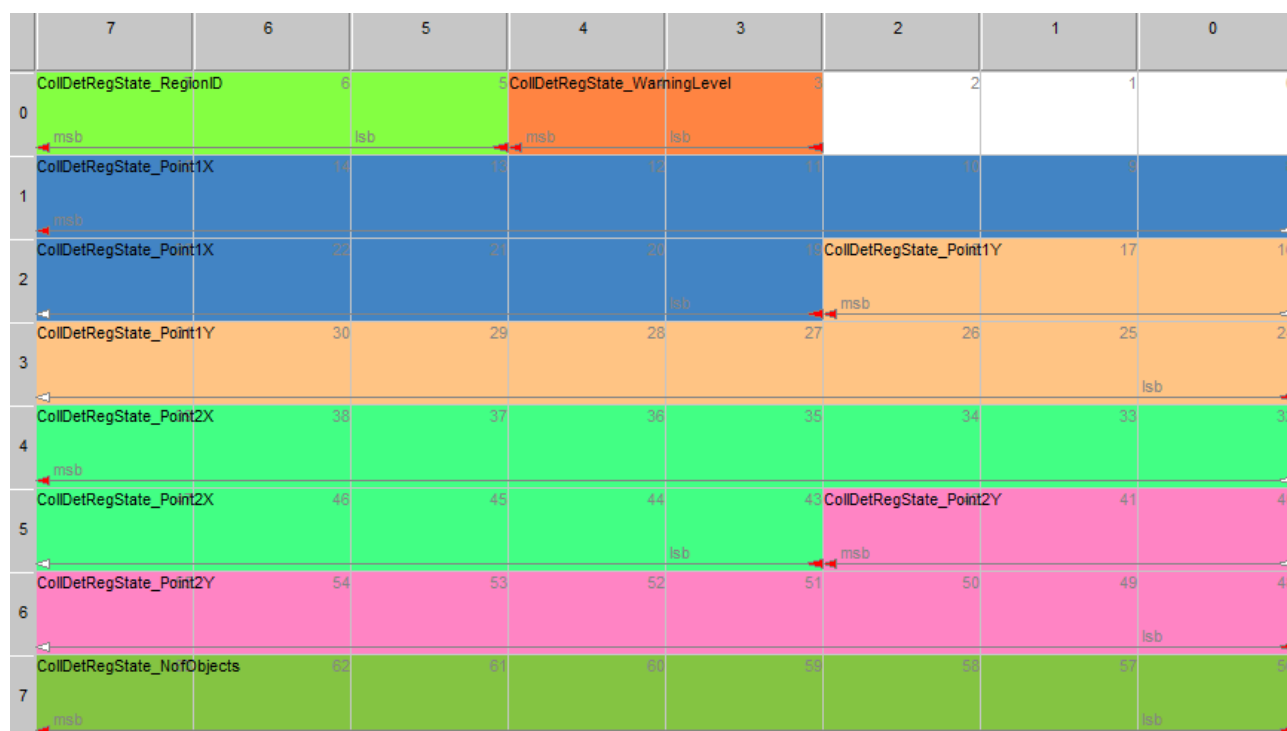 7 6 5 4 3 2 1 0
CollDetRegState_RegionID 6 5 CollDetRegState_WarningLevel 3 2 1
0
msb lsb msb lsb
CollDetRegState_Point1X 14 13 12 11 10 9
1
msb
CollDetRegState_Point1X 22 21 20 19 CollDetRegState_Point1Y 17
2
lsb msb
CollDetRegState_Point1Y 30 29 28 27 26 25
3
lsb
CollDetRegState_Point2X 38 37 36 35 34 33
4
msb
CollDetRegState_Point2X 46 45 44 43 CollDetRegState_Point2Y 41
5
lsb msb
CollDetRegState_Point2Y 54 53 52 51 50 49
6
lsb
CollDetRegState_NofObjects 62 61 60 59 58 57
7
msb lsb